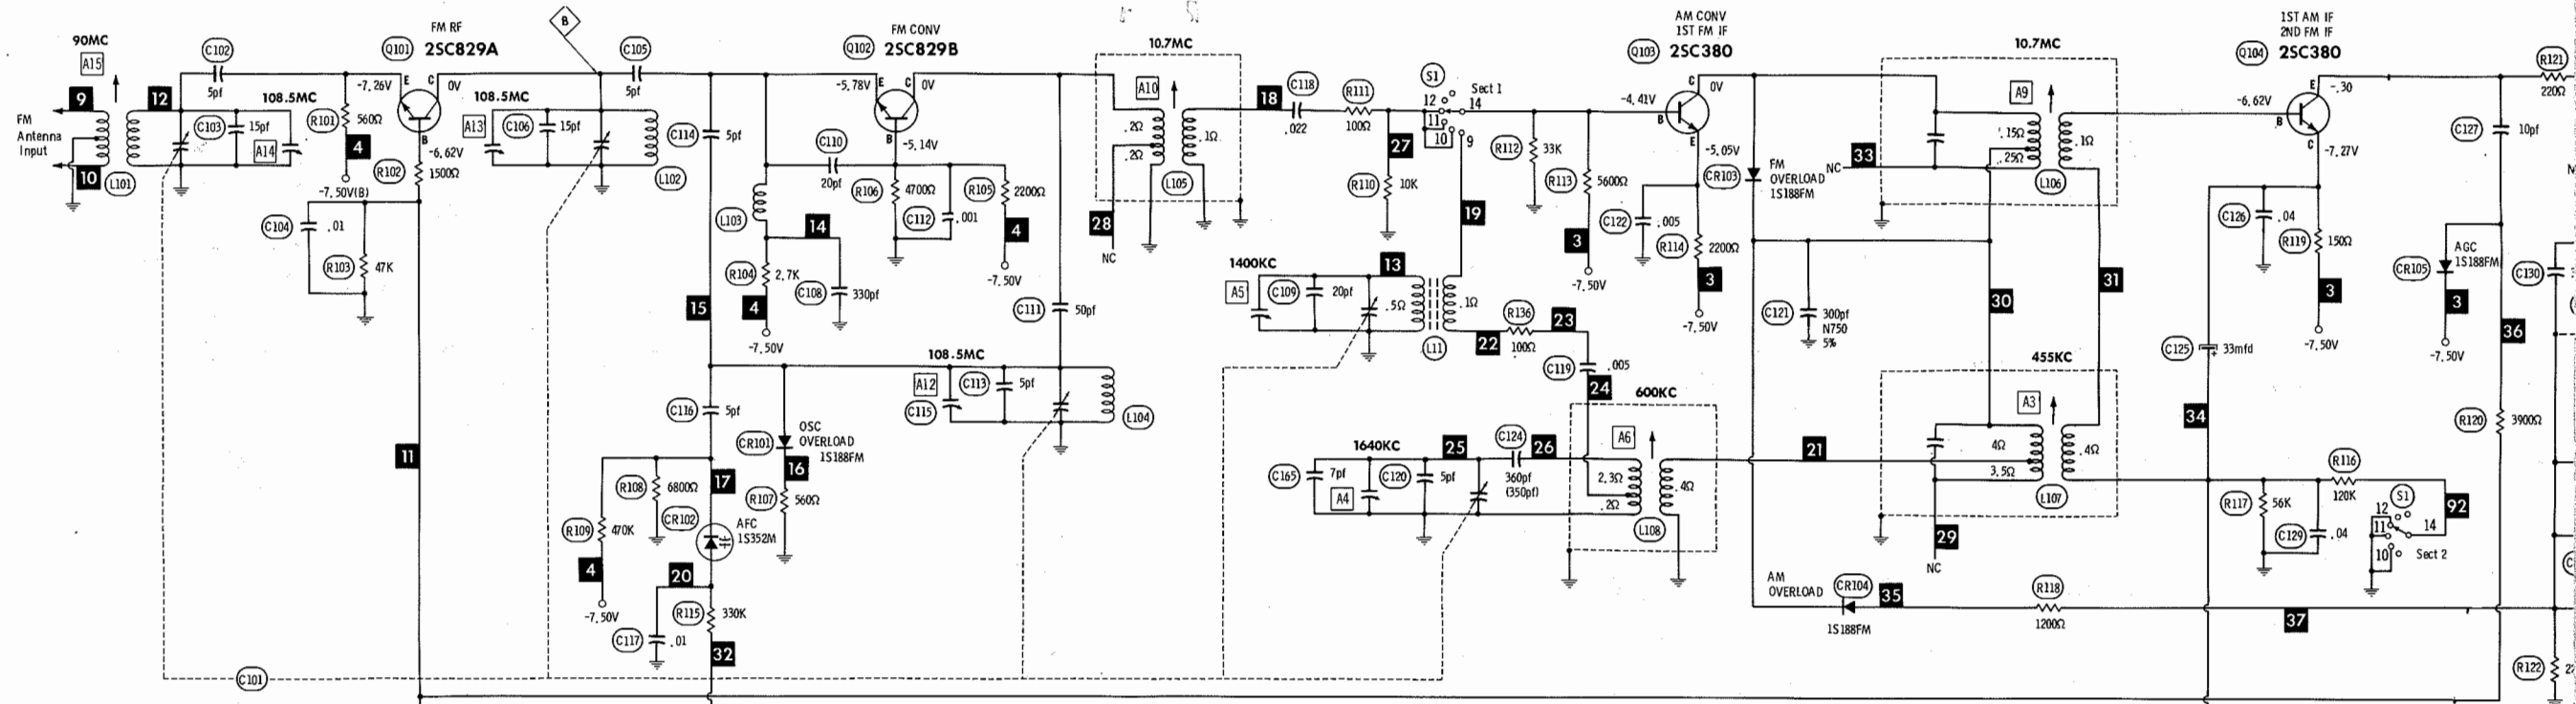 90MC
A15
9
FM
Antenna
Input
10
L101
12
C102
5pf
108.5MC
C103
15pf
A14
R101
560Ω
4
-7.50V(B)
FM RF
Q101
2SC829A
-7.26V
E
C
0V
B
-6.62V
R102
1500Ω
C104
.01
R103
47K
11
C101
B
108.5MC
A13
C106
15pf
L102
C105
5pf
C114
5pf
15
C110
20pf
L103
14
R104
2.7K
4
-7.50V
C108
330pf
FM CONV
Q102
2SC829B
-5.78V
E
C
0V
B
-5.14V
R106
4700Ω
C112
.001
R105
2200Ω
4
-7.50V
C111
50pf
108.5MC
A12
C113
5pf
C115
L104
C116
5pf
CR101
OSC
OVERLOAD
1S188FM
16
R107
560Ω
R108
6800Ω
17
R109
470K
4
-7.50V
CR102
AFC
1S352M
20
R115
330K
C117
.01
32
10.7MC
A10
.2Ω
.2Ω
.1Ω
L105
28
NC
18
C118
.022
R111
100Ω
27
R110
10K
S1
Sect 1
12
14
11
10
9
19
R112
33K
R113
5600Ω
3
-7.50V
1400KC
A5
C109
20pf
13
.5Ω
.1Ω
L11
22
R136
100Ω
23
C119
.005
24
600KC
A6
2.3Ω
.2Ω
.4Ω
L108
1640KC
C165
7pf
A4
C120
5pf
25
C124
360pf
(350pf)
26
AM CONV
1ST FM IF
Q103
2SC380
C
0V
-4.41V
B
E
-5.05V
C122
.005
R114
2200Ω
3
-7.50V
CR103
FM
OVERLOAD
1S188FM
C121
300pf
N750
5%
21
10.7MC
A9
.15Ω
.25Ω
.1Ω
L106
33
NC
30
31
455KC
A3
4Ω
3.5Ω
.4Ω
L107
29
NC
AM
OVERLOAD
CR104
1S188FM
35
R118
1200Ω
37
1ST AM IF
2ND FM IF
Q104
2SC380
E
-.30
-6.62V
B
C
-7.27V
C126
.04
R119
150Ω
3
-7.50V
C125
33mfd
34
R117
56K
C129
.04
R116
120K
S1
12
11
14
10
Sect 2
92
R121
220Ω
C127
10pf
AGC
1S188FM
CR105
3
-7.50V
36
R120
3900Ω
C130
R122